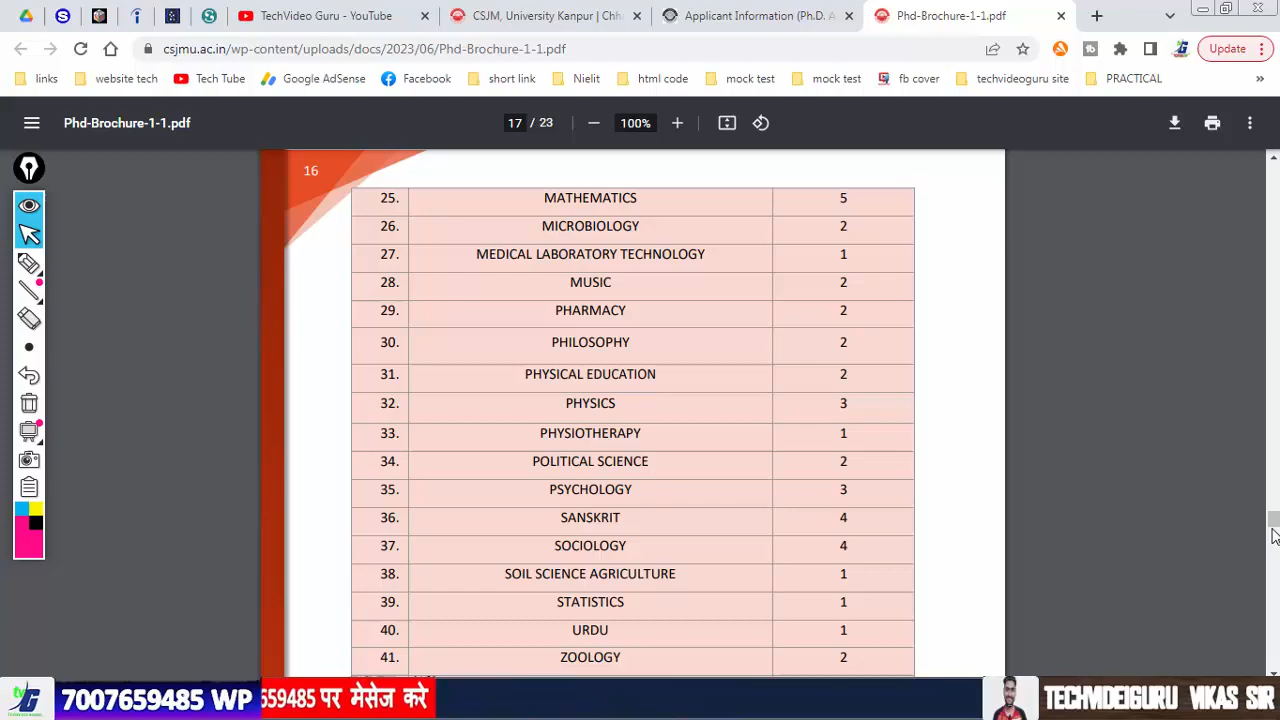 TechVideo Guru - YouTube
CSJM, University Kanpur | Chh
Applicant Information (Ph.D. A
Phd-Brochure-1-1.pdf
csjmu.ac.in/wp-content/uploads/docs/2023/06/Phd-Brochure-1-1.pdf
Update
links
website tech
Tech Tube
Google AdSense
Facebook
short link
Nielit
html code
mock test
mock test
fb cover
techvideoguru site
PRACTICAL
»
Phd-Brochure-1-1.pdf
17 / 23
100%
16
25. MATHEMATICS 5
26. MICROBIOLOGY 2
27. MEDICAL LABORATORY TECHNOLOGY 1
28. MUSIC 2
29. PHARMACY 2
30. PHILOSOPHY 2
31. PHYSICAL EDUCATION 2
32. PHYSICS 3
33. PHYSIOTHERAPY 1
34. POLITICAL SCIENCE 2
35. PSYCHOLOGY 3
36. SANSKRIT 4
37. SOCIOLOGY 4
38. SOIL SCIENCE AGRICULTURE 1
39. STATISTICS 1
40. URDU 1
41. ZOOLOGY 2
7007659485 WP
659485 पर मेसेज करे
TECHVIDEIGURU VIKAS SIR